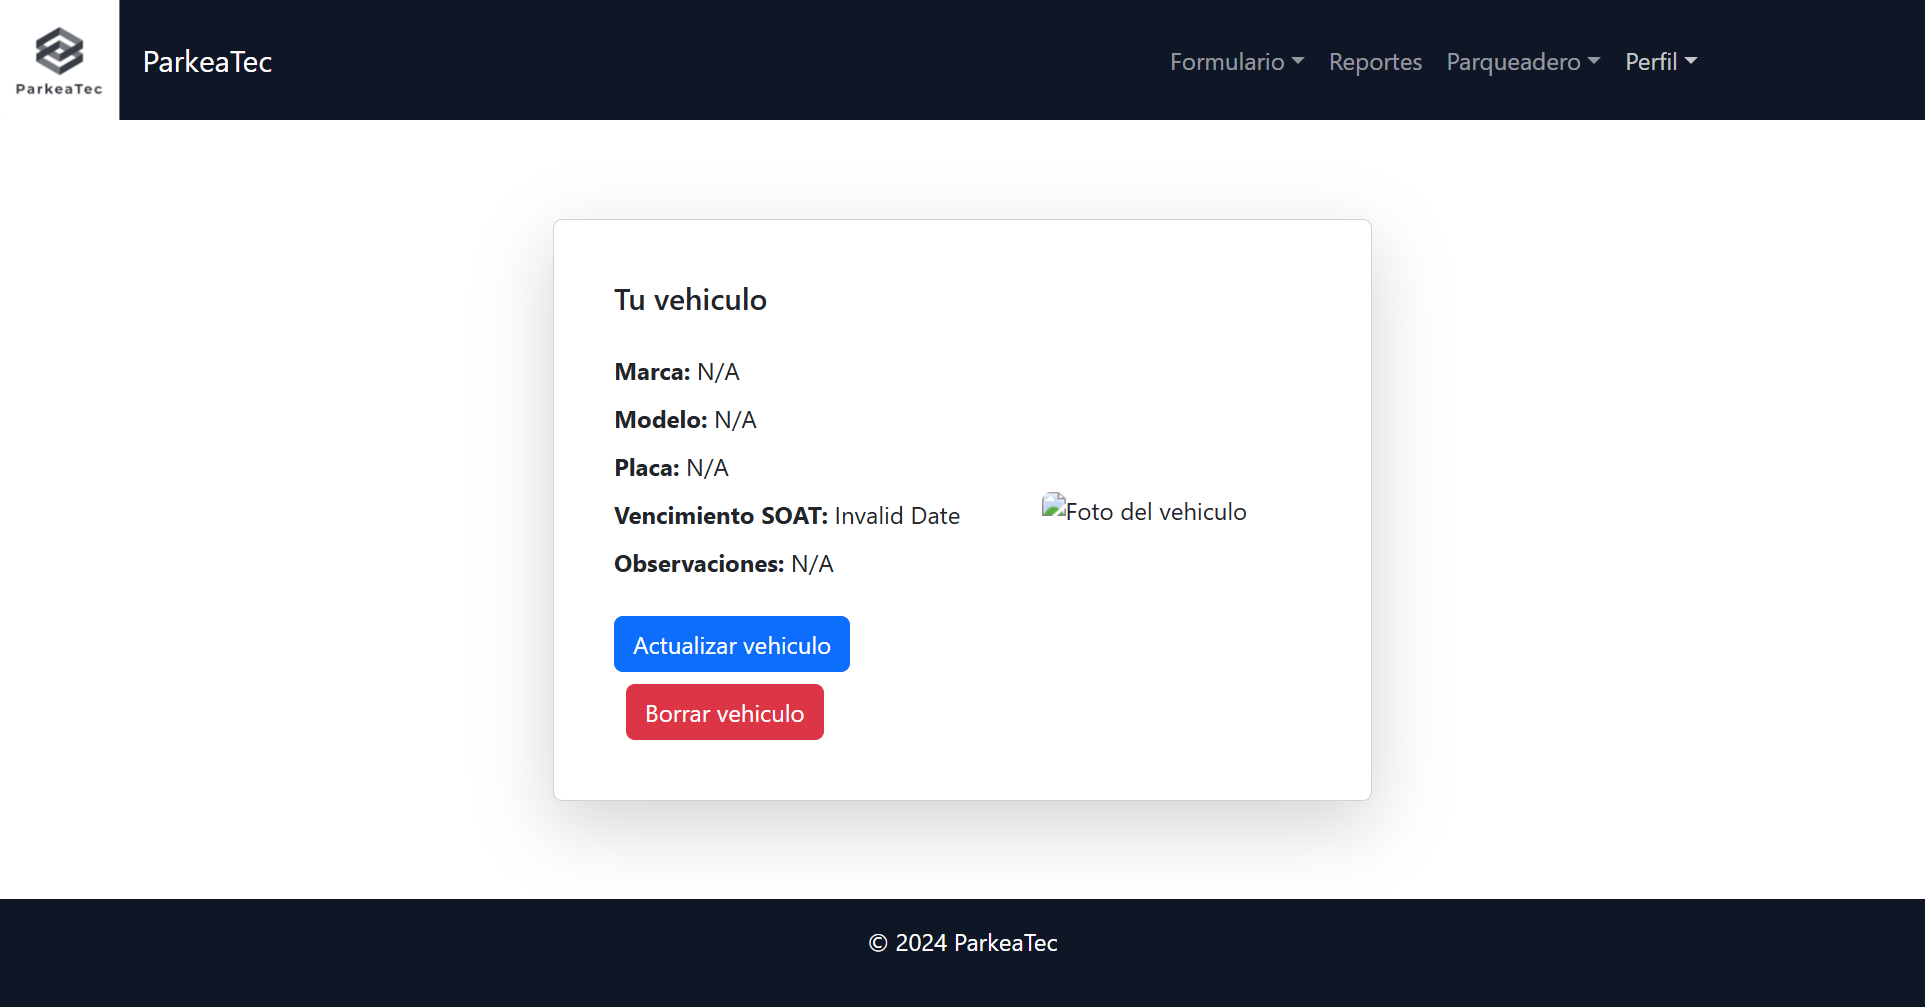 ParkeaTec
ParkeaTec
Formulario Reportes Parqueadero Perfil
Tu vehiculo
Marca: N/A
Modelo: N/A
Placa: N/A
Vencimiento SOAT: Invalid Date
Observaciones: N/A
Foto del vehiculo
Actualizar vehiculo
Borrar vehiculo
© 2024 ParkeaTec